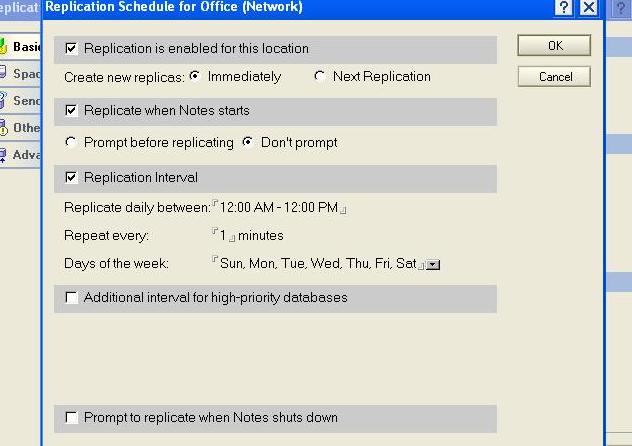 eplicat
Replication Schedule for Office (Network)
Basic
Spac
Send
Othe
Adva
Replication is enabled for this location
Create new replicas: Immediately Next Replication
Replicate when Notes starts
Prompt before replicating Don't prompt
Replication Interval
Replicate daily between: 12:00 AM - 12:00 PM
Repeat every: 1 minutes
Days of the week: Sun, Mon, Tue, Wed, Thu, Fri, Sat
Additional interval for high-priority databases
Prompt to replicate when Notes shuts down
OK
Cancel